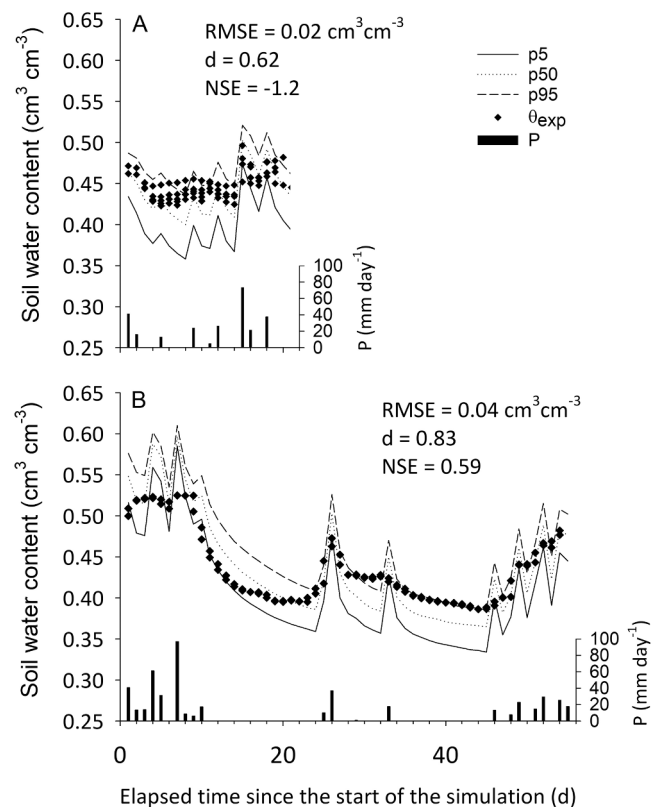 A
RMSE = 0.02 cm³cm⁻³
d = 0.62
NSE = -1.2
p5
p50
p95
θexp
P
Soil water content (cm³ cm⁻³)
0.65
0.60
0.55
0.50
0.45
0.40
0.35
0.30
0.25
100
80
60
40
20
0
P (mm day⁻¹)
B
RMSE = 0.04 cm³cm⁻³
d = 0.83
NSE = 0.59
Soil water content (cm³ cm⁻³)
0.65
0.60
0.55
0.50
0.45
0.40
0.35
0.30
0.25
100
80
60
40
20
0
P (mm day⁻¹)
0 20 40
Elapsed time since the start of the simulation (d)